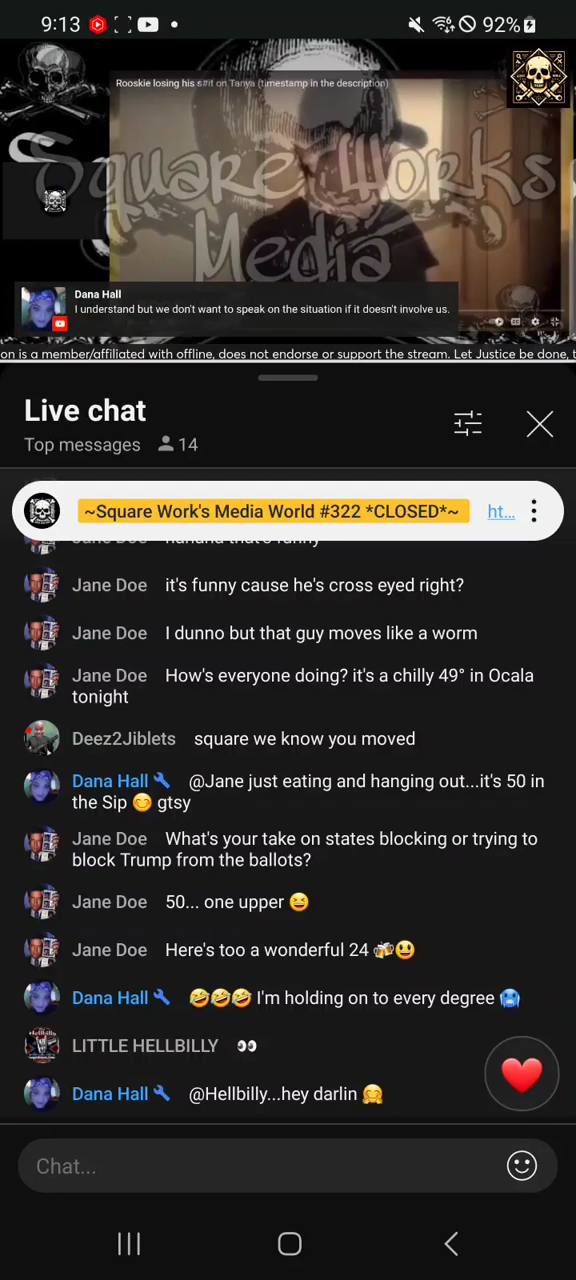 9:13
92%
Rooskie losing his s#it on Tanya (timestamp in the description)
Square Works
Media
Dana Hall
I understand but we don't want to speak on the situation if it doesn't involve us.
on is a member/affiliated with offline, does not endorse or support the stream. Let Justice be done, t
Live chat
Top messages 14
~Square Work's Media World #322 *CLOSED*~ ht...
Jane Doe it's funny cause he's cross eyed right?
Jane Doe I dunno but that guy moves like a worm
Jane Doe How's everyone doing? it's a chilly 49° in Ocala
tonight
Deez2Jiblets square we know you moved
Dana Hall 🔧 @Jane just eating and hanging out...it's 50 in
the Sip 😋 gtsy
Jane Doe What's your take on states blocking or trying to
block Trump from the ballots?
Jane Doe 50... one upper 😆
Jane Doe Here's too a wonderful 24 🍻😃
Dana Hall 🔧 🤣🤣🤣 I'm holding on to every degree 🥶
LITTLE HELLBILLY 👀
Dana Hall 🔧 @Hellbilly...hey darlin 🤗
Chat...